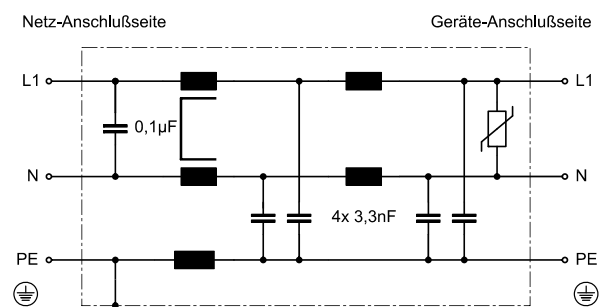 Netz-Anschlußseite Geräte-Anschlußseite
L1 L1
0,1µF
N N
4x 3,3nF
PE PE